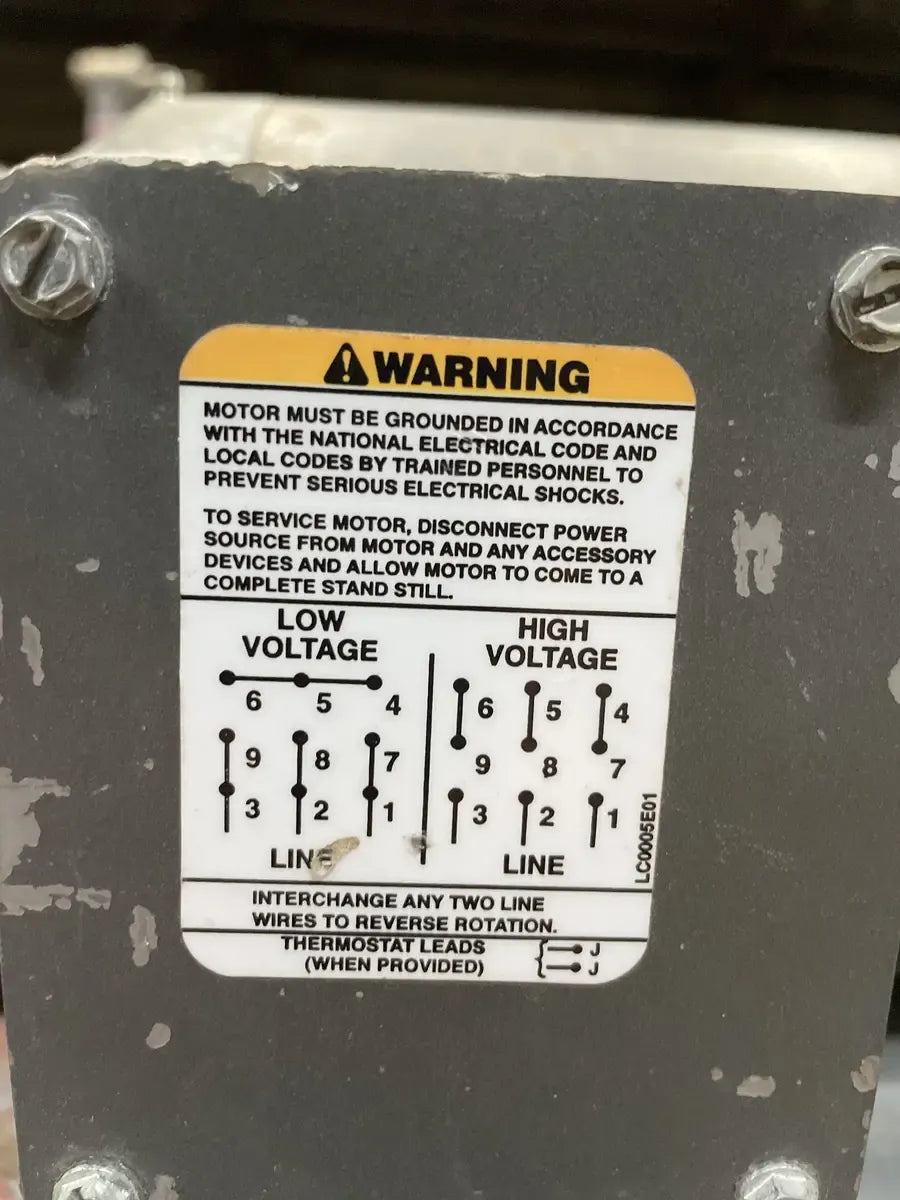 WARNING
MOTOR MUST BE GROUNDED IN ACCORDANCE
WITH THE NATIONAL ELECTRICAL CODE AND
LOCAL CODES BY TRAINED PERSONNEL TO
PREVENT SERIOUS ELECTRICAL SHOCKS.
TO SERVICE MOTOR, DISCONNECT POWER
SOURCE FROM MOTOR AND ANY ACCESSORY
DEVICES AND ALLOW MOTOR TO COME TO A
COMPLETE STAND STILL.
LOW
VOLTAGE
6 5 4
9 8 7
3 2 1
LINE
HIGH
VOLTAGE
6 5 4
9 8 7
3 2 1
LINE
LC0005E01
INTERCHANGE ANY TWO LINE
WIRES TO REVERSE ROTATION.
THERMOSTAT LEADS J
(WHEN PROVIDED) J